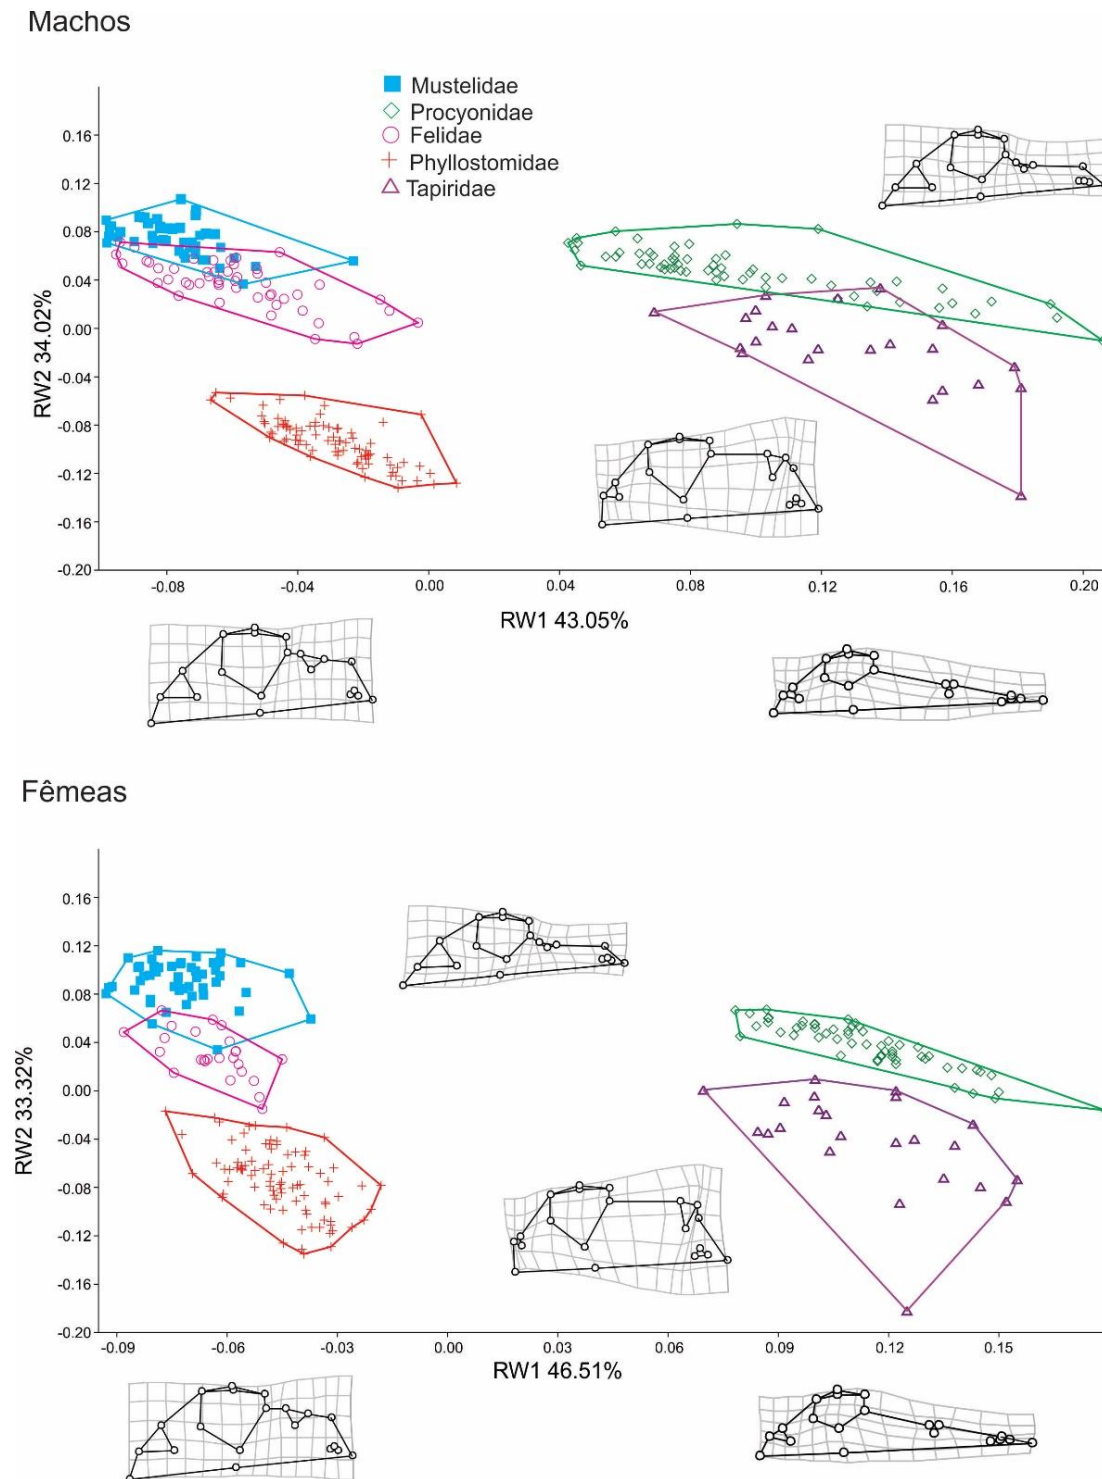 Machos
Mustelidae
Procyonidae
Felidae
Phyllostomidae
Tapiridae
0.16
0.12
0.08
0.04
0.00
-0.04
-0.08
-0.12
-0.16
-0.20
RW2 34.02%
-0.08 -0.04 0.00 0.04 0.08 0.12 0.16 0.20
RW1 43.05%
Fêmeas
0.16
0.12
0.08
0.04
0.00
-0.04
-0.08
-0.12
-0.16
-0.20
RW2 33.32%
-0.09 -0.06 -0.03 0.00 0.03 0.06 0.09 0.12 0.15
RW1 46.51%